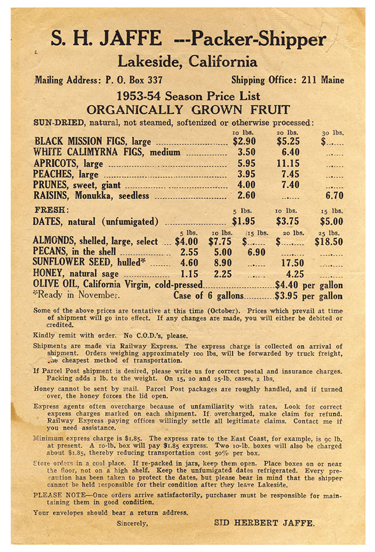 S. H. JAFFE ---Packer-Shipper
Lakeside, California
Mailing Address: P. O. Box 337 Shipping Office: 211 Maine
1953-54 Season Price List
ORGANICALLY GROWN FRUIT
SUN-DRIED, natural, not steamed, softenized or otherwise processed:
10 lbs. 20 lbs. 30 lbs.
BLACK MISSION FIGS, large $2.90 $5.25 $
WHITE CALIMYRNA FIGS, medium 3.50 6.40
APRICOTS, large 5.95 11.15
PEACHES, large 3.95 7.45
PRUNES, sweet, giant 4.00 7.40
RAISINS, Monukka, seedless 2.60 6.70
FRESH: 5 lbs. 10 lbs. 15 lbs.
DATES, natural (unfumigated) $1.95 $3.75 $5.00
5 lbs. 10 lbs. 15 lbs. 20 lbs. 25 lbs.
ALMONDS, shelled, large, select $4.00 $7.75 $ $ $18.50
PECANS, in the shell 2.55 5.00 6.90
SUNFLOWER SEED, hulled* 4.60 8.90 17.50
HONEY, natural sage 1.15 2.25 4.25
OLIVE OIL, California Virgin, cold-pressed $4.40 per gallon
*Ready in November. Case of 6 gallons $3.95 per gallon
Some of the above prices are tentative at this time (October). Prices which prevail at time
of shipment will go into effect. If any changes are made, you will either be debited or
credited.
Kindly remit with order. No C.O.D.'s, please.
Shipments are made via Railway Express. The express charge is collected on arrival of
shipment. Orders weighing approximately 100 lbs. will be forwarded by truck freight,
the cheapest method of transportation.
If Parcel Post shipment is desired, please write us for correct postal and insurance charges.
Packing adds 1 lb. to the weight. On 15, 20 and 25-lb. cases, 2 lbs,
Honey cannot be sent by mail. Parcel Post packages are roughly handled, and if turned
over, the honey forces the lid open.
Express agents often overcharge because of unfamiliarity with rates. Look for correct
express charges marked on each shipment. If overcharged, make claim for refund.
Railway Express paying offices willingly settle all legitimate claims. Contact me if
you need assistance.
Minimum express charge is $1.85. The express rate to the East Coast, for example, is 9c lb.
at present. A 10-lb. box will pay $1.85 express. Two 10-lb. boxes will also be charged
about $1.85, thereby reducing transportation cost 50% per box.
Store orders in a cool place. If re-packed in jars, keep them open. Place boxes on or near
the floor, not on a high shelf. Keep the unfumigated dates refrigerated. Every pre-
caution has been taken to protect the dates, but please bear in mind that the shipper
cannot be held responsible for their condition after they leave Lakeside.
PLEASE NOTE—Once orders arrive satisfactorily, purchaser must be responsible for main-
taining them in good condition.
Your envelopes should bear a return address.
Sincerely, SID HERBERT JAFFE.